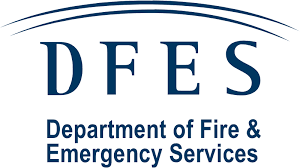 DFES
Department of Fire &
Emergency Services